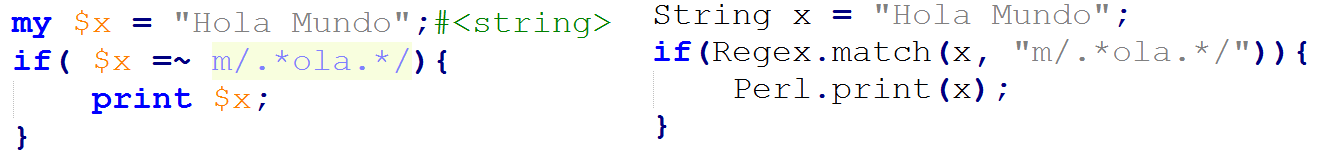 my $x = "Hola Mundo";#<string>
if( $x =~ m/.*ola.*/){
    print $x;
}
String x = "Hola Mundo";
if(Regex.match(x, "m/.*ola.*/")){
    Perl.print(x);
}